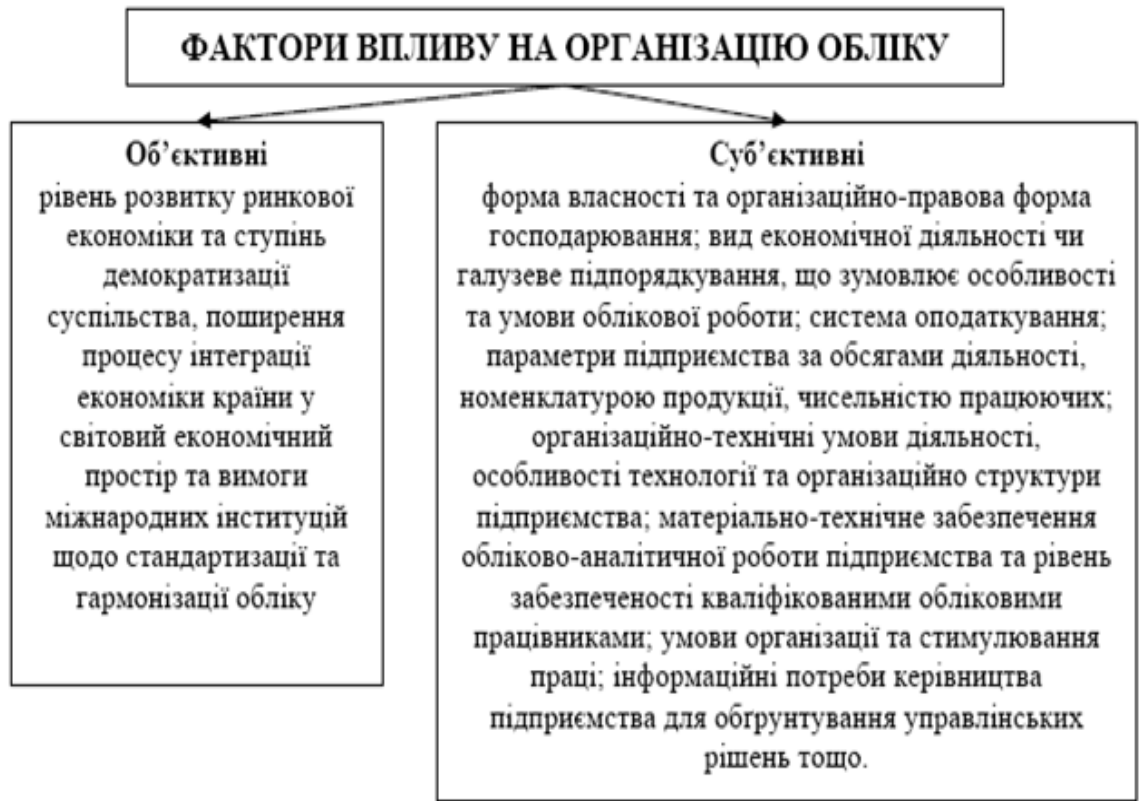 ФАКТОРИ ВПЛИВУ НА ОРГАНІЗАЦІЮ ОБЛІКУ
Об’єктивні
рівень розвитку ринкової
економіки та ступінь
демократизації
суспільства, поширення
процесу інтеграції
економіки країни у
світовий економічний
простір та вимоги
міжнародних інституцій
щодо стандартизації та
гармонізації обліку
Суб’єктивні
форма власності та організаційно-правова форма
господарювання; вид економічної діяльності чи
галузеве підпорядкування, що зумовлює особливості
та умови облікової роботи; система оподаткування;
параметри підприємства за обсягами діяльності,
номенклатурою продукції, чисельністю працюючих;
організаційно-технічні умови діяльності,
особливості технології та організаційно структури
підприємства; матеріально-технічне забезпечення
обліково-аналітичної роботи підприємства та рівень
забезпеченості кваліфікованими обліковими
працівниками; умови організації та стимулювання
праці; інформаційні потреби керівництва
підприємства для обґрунтування управлінських
рішень тощо.